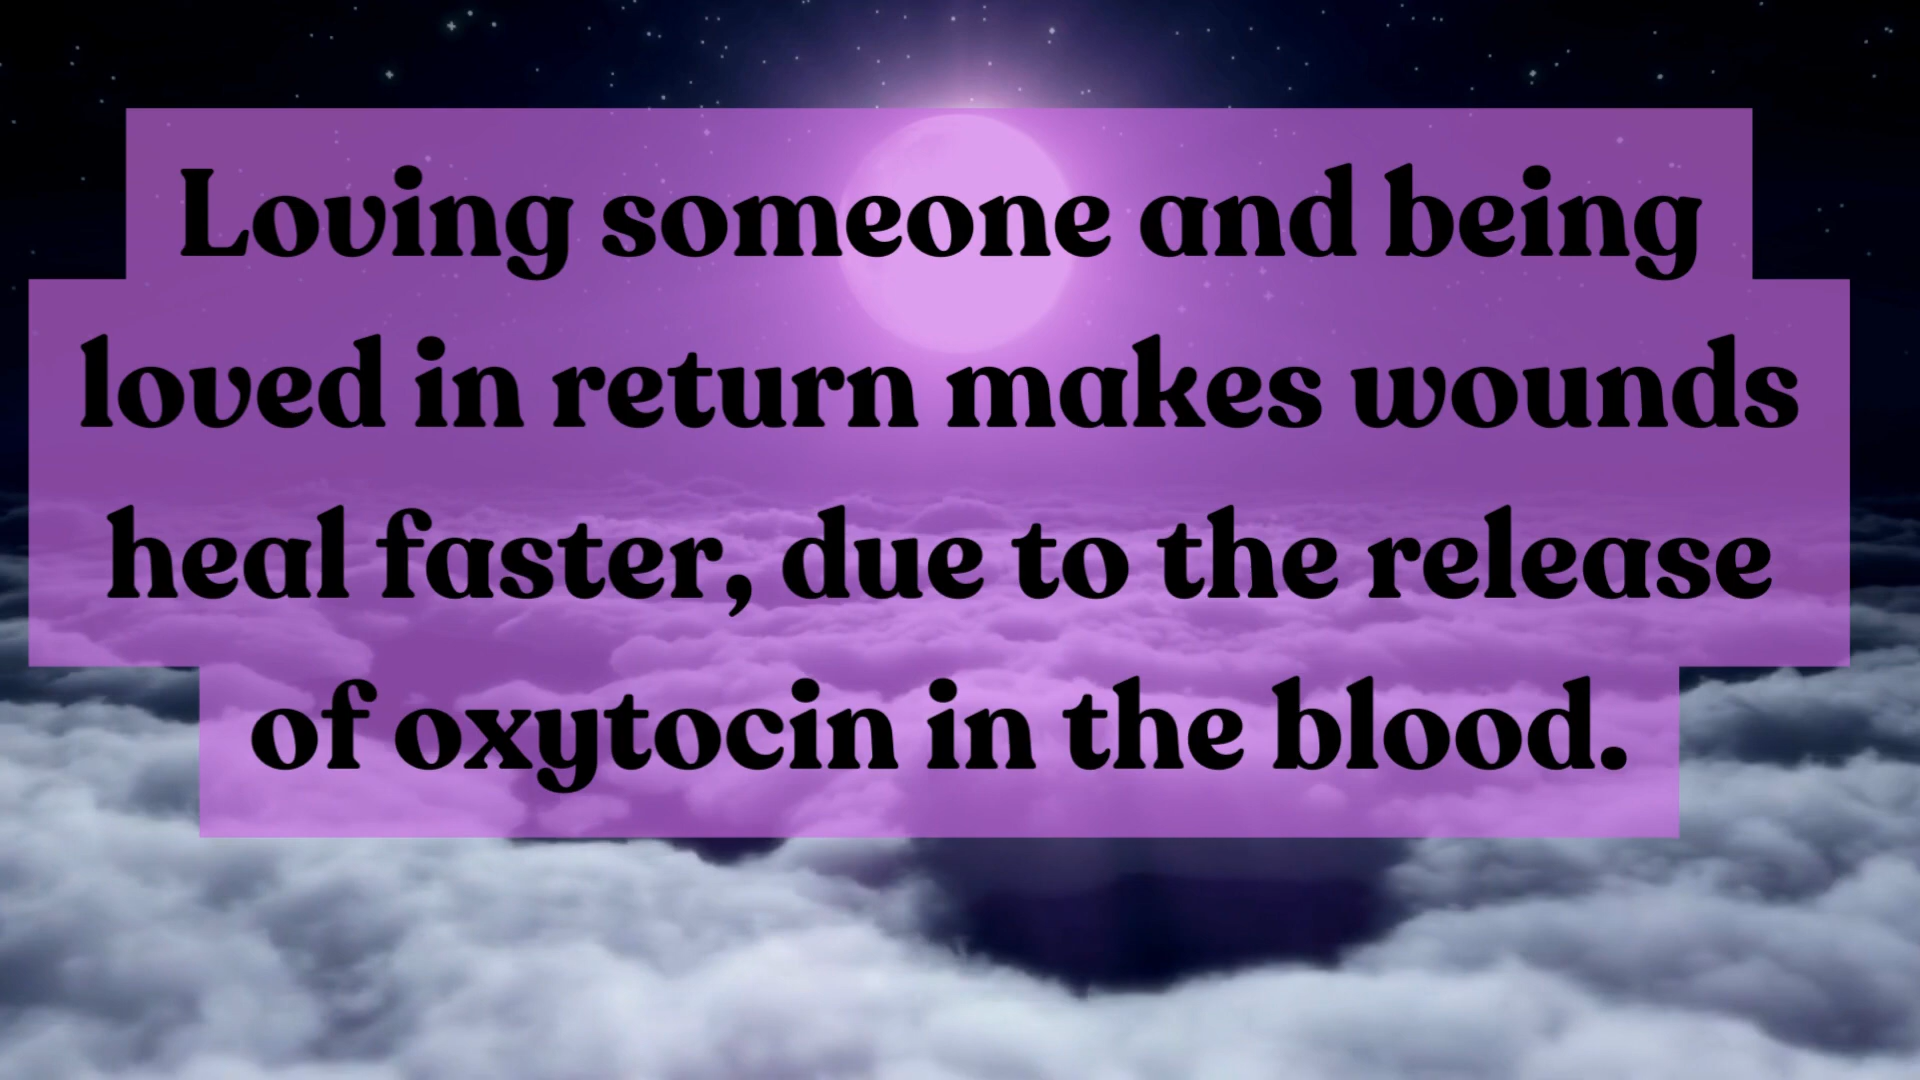 Loving someone and being
loved in return makes wounds
heal faster, due to the release
of oxytocin in the blood.